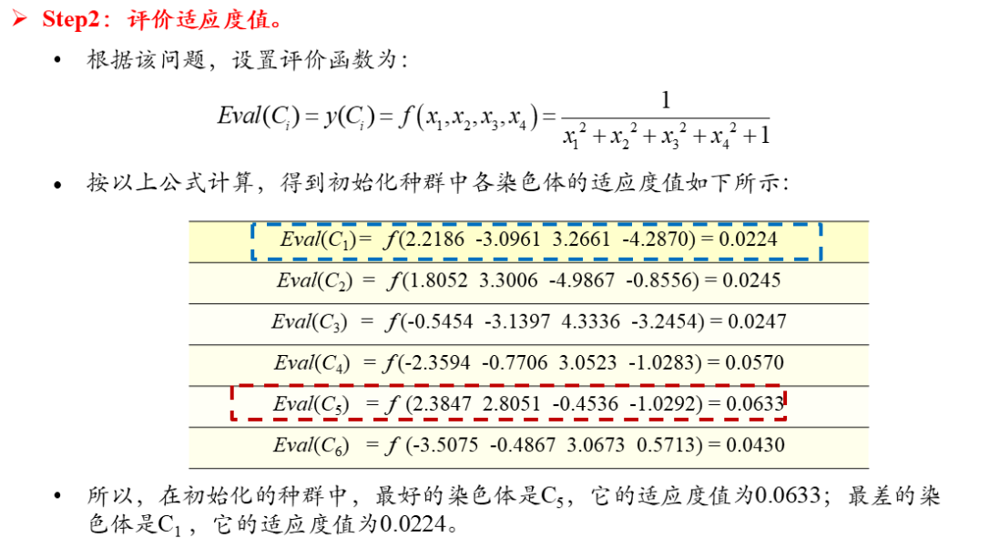 ➢ Step2：评价适应度值。
• 根据该问题，设置评价函数为：
Eval(C_i) = y(C_i) = f(x_1,x_2,x_3,x_4) = 1 / (x_1^2 + x_2^2 + x_3^2 + x_4^2 + 1)
• 按以上公式计算，得到初始化种群中各染色体的适应度值如下所示：
Eval(C_1) = f(2.2186 -3.0961 3.2661 -4.2870) = 0.0224
Eval(C_2) = f(1.8052 3.3006 -4.9867 -0.8556) = 0.0245
Eval(C_3) = f(-0.5454 -3.1397 4.3336 -3.2454) = 0.0247
Eval(C_4) = f(-2.3594 -0.7706 3.0523 -1.0283) = 0.0570
Eval(C_5) = f (2.3847 2.8051 -0.4536 -1.0292) = 0.0633
Eval(C_6) = f (-3.5075 -0.4867 3.0673 0.5713) = 0.0430
• 所以，在初始化的种群中，最好的染色体是C_5，它的适应度值为0.0633；最差的染
色体是C_1，它的适应度值为0.0224。